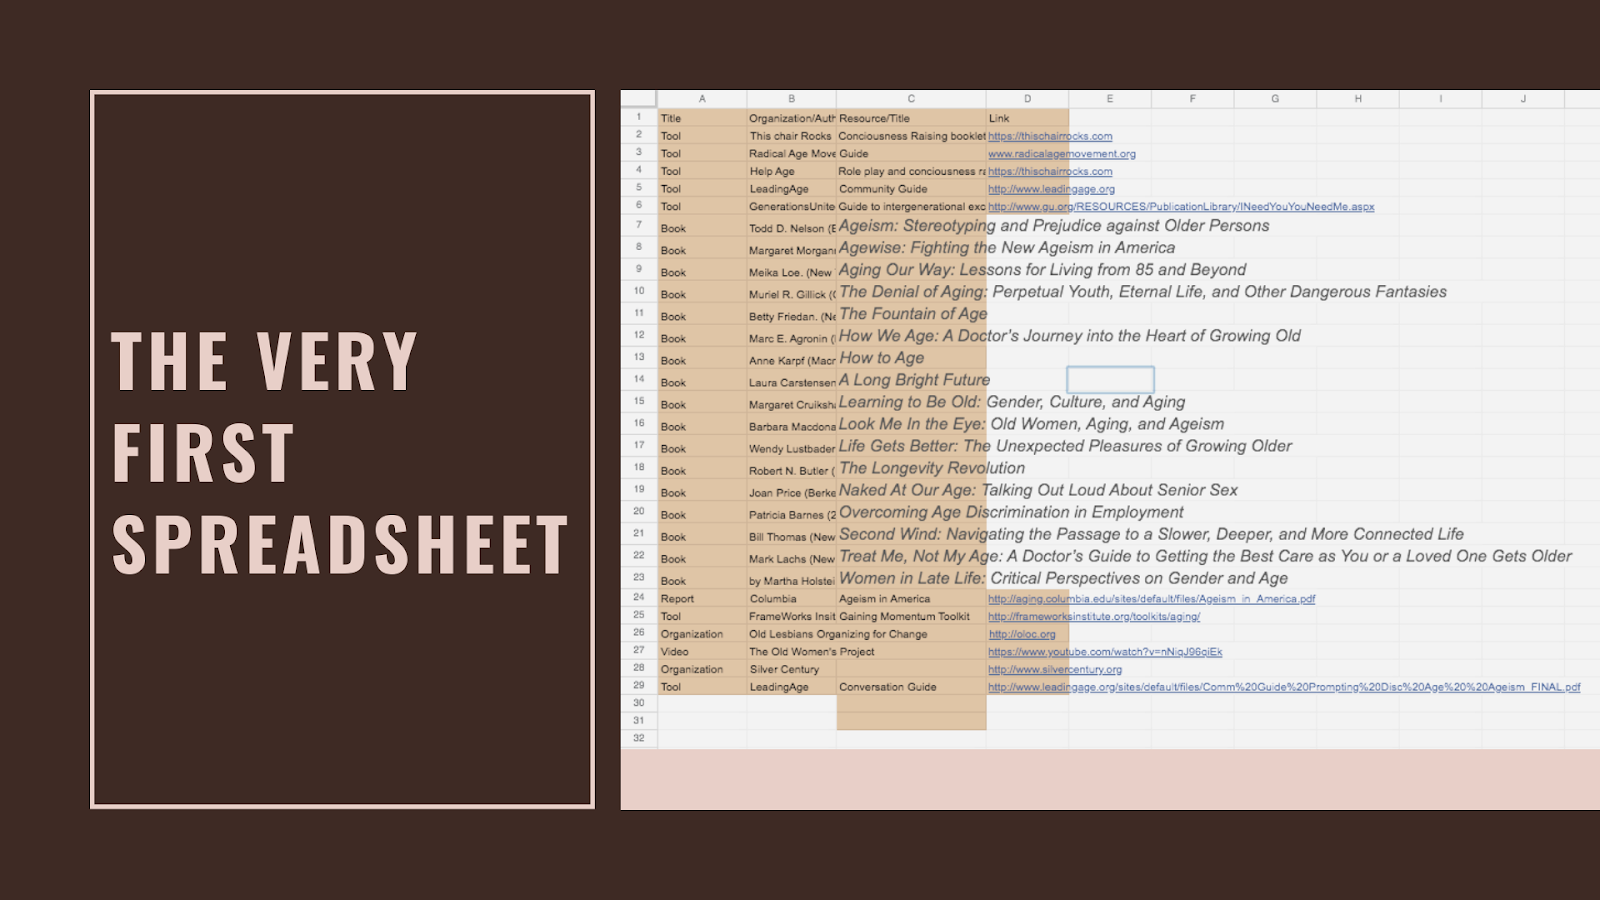 THE VERY
FIRST
SPREADSHEET
A B C D E F G H I J
1 Title Organization/Auth Resource/Title Link
2 Tool This chair Rocks Conciousness Raising booklet https://thischairrocks.com
3 Tool Radical Age Move Guide www.radicalagemovement.org
4 Tool Help Age Role play and conciousness ra https://thischairrocks.com
5 Tool LeadingAge Community Guide http://www.leadingage.org
6 Tool GenerationsUnite Guide to intergenerational exc http://www.gu.org/RESOURCES/PublicationLibrary/INeedYouYouNeedMe.aspx
7 Book Todd D. Nelson (E Ageism: Stereotyping and Prejudice against Older Persons
8 Book Margaret Morgan Agewise: Fighting the New Ageism in America
9 Book Meika Loe. (New Aging Our Way: Lessons for Living from 85 and Beyond
10 Book Muriel R. Gillick ( The Denial of Aging: Perpetual Youth, Eternal Life, and Other Dangerous Fantasies
11 Book Betty Friedan. (Ne The Fountain of Age
12 Book Marc E. Agronin ( How We Age: A Doctor’s Journey into the Heart of Growing Old
13 Book Anne Karpf (Macr How to Age
14 Book Laura Carstensen A Long Bright Future
15 Book Margaret Cruiksh Learning to Be Old: Gender, Culture, and Aging
16 Book Barbara Macdona Look Me In the Eye: Old Women, Aging, and Ageism
17 Book Wendy Lustbader Life Gets Better: The Unexpected Pleasures of Growing Older
18 Book Robert N. Butler ( The Longevity Revolution
19 Book Joan Price (Berke Naked At Our Age: Talking Out Loud About Senior Sex
20 Book Patricia Barnes (2 Overcoming Age Discrimination in Employment
21 Book Bill Thomas (New Second Wind: Navigating the Passage to a Slower, Deeper, and More Connected Life
22 Book Mark Lachs (New Treat Me, Not My Age: A Doctor’s Guide to Getting the Best Care as You or a Loved One Gets Older
23 Book by Martha Holstei Women in Late Life: Critical Perspectives on Gender and Age
24 Report Columbia Ageism in America http://aging.columbia.edu/sites/default/files/Ageism_in_America.pdf
25 Tool FrameWorks Insit Gaining Momentum Toolkit http://frameworksinstitute.org/toolkits/aging/
26 Organization Old Lesbians Organizing for Change http://oloc.org
27 Video The Old Women's Project https://www.youtube.com/watch?v=nNiqJ96qiEk
28 Organization Silver Century http://www.silvercentury.org
29 Tool LeadingAge Conversation Guide http://www.leadingage.org/sites/default/files/Comm%20Guide%20Prompting%20Disc%20Age%20%20Ageism_FINAL.pdf
30
31
32